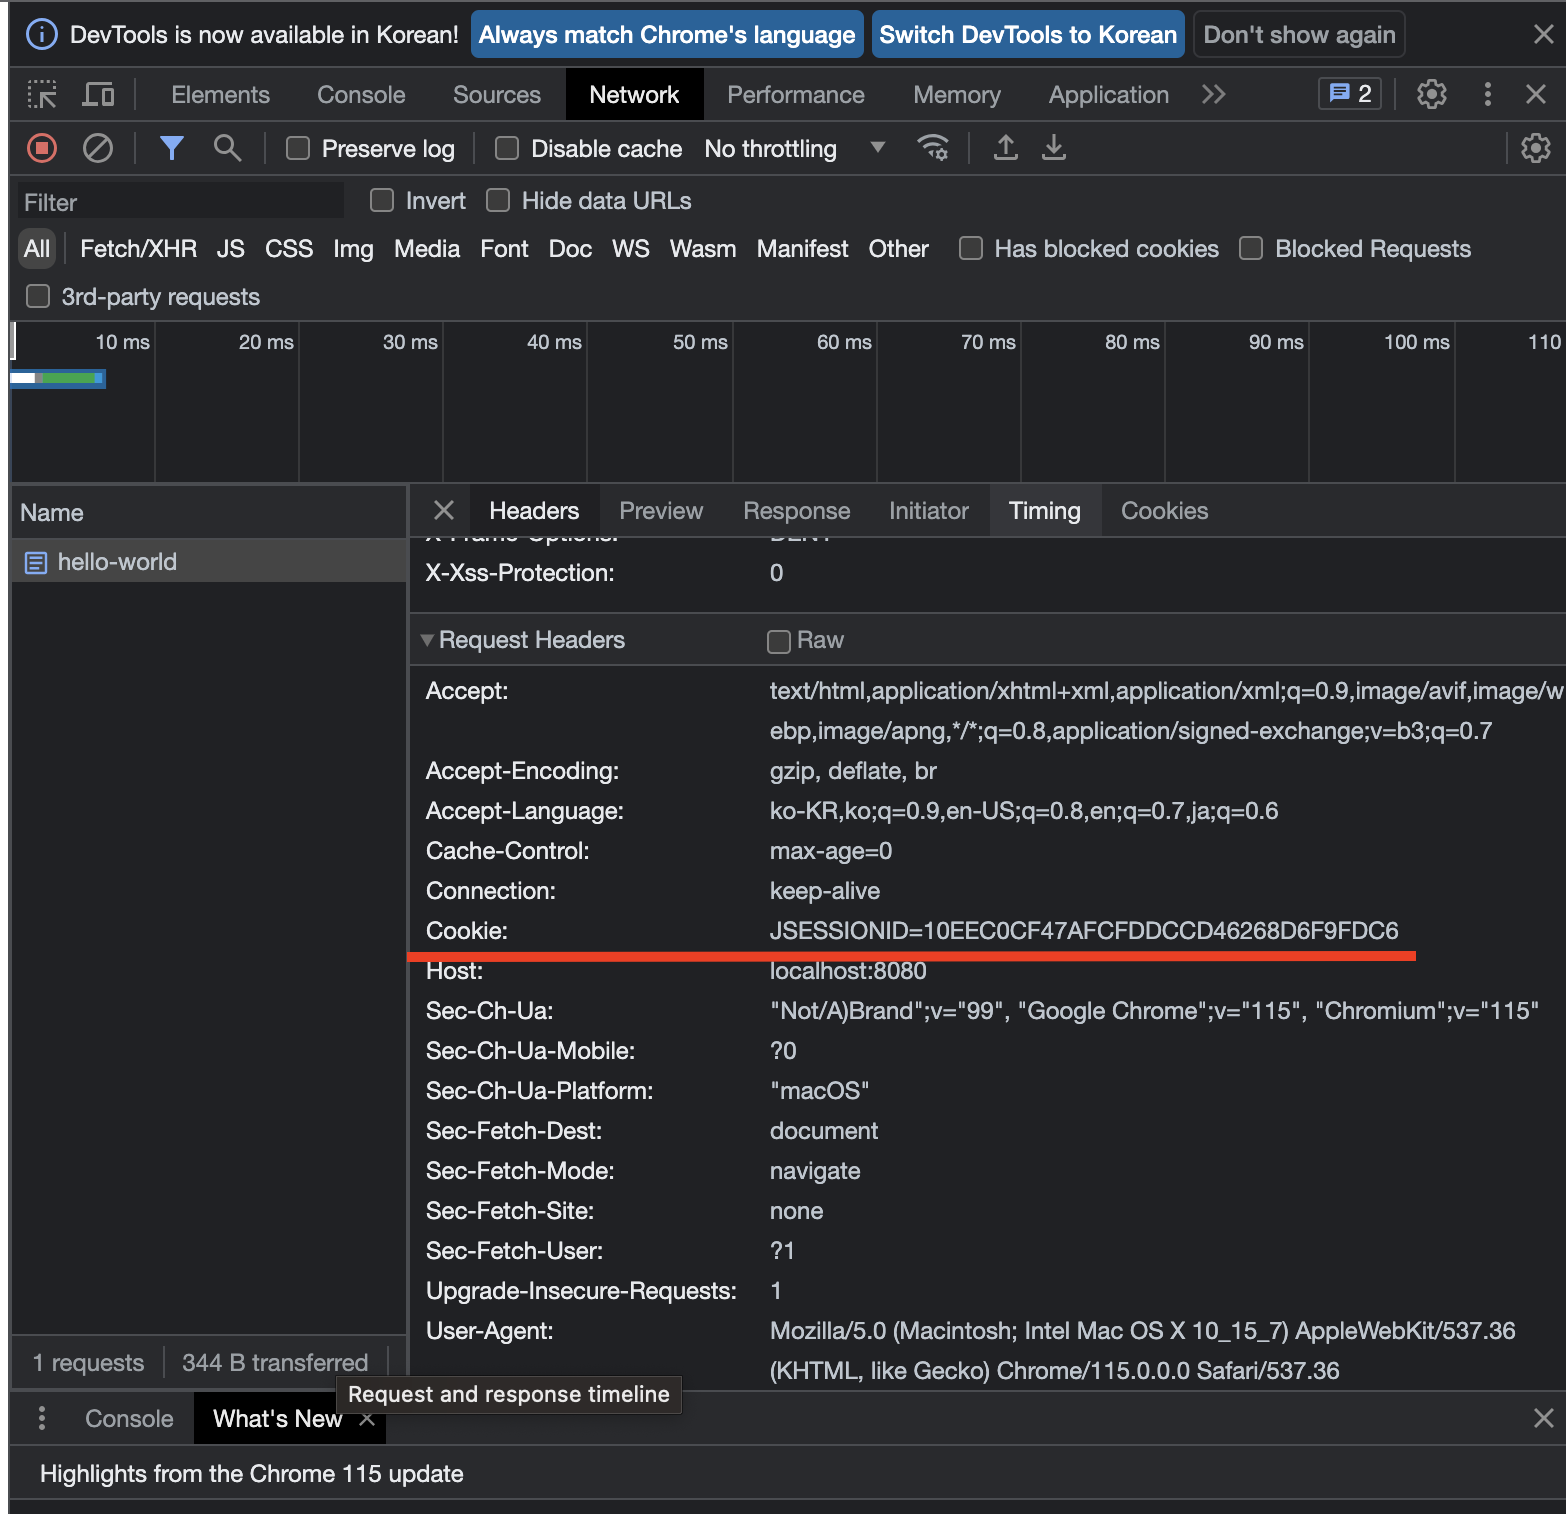 DevTools is now available in Korean! Always match Chrome's language Switch DevTools to Korean Don't show again
Elements Console Sources Network Performance Memory Application 2
Preserve log Disable cache No throttling
Filter Invert Hide data URLs
All Fetch/XHR JS CSS Img Media Font Doc WS Wasm Manifest Other Has blocked cookies Blocked Requests
3rd-party requests
10 ms 20 ms 30 ms 40 ms 50 ms 60 ms 70 ms 80 ms 90 ms 100 ms 110
Name Headers Preview Response Initiator Timing Cookies
hello-world
X-Frame-Options: DENY
X-Xss-Protection: 0
Request Headers Raw
Accept: text/html,application/xhtml+xml,application/xml;q=0.9,image/avif,image/w
ebp,image/apng,*/*;q=0.8,application/signed-exchange;v=b3;q=0.7
Accept-Encoding: gzip, deflate, br
Accept-Language: ko-KR,ko;q=0.9,en-US;q=0.8,en;q=0.7,ja;q=0.6
Cache-Control: max-age=0
Connection: keep-alive
Cookie: JSESSIONID=10EEC0CF47AFCFDDCCD46268D6F9FDC6
Host: localhost:8080
Sec-Ch-Ua: "Not/A)Brand";v="99", "Google Chrome";v="115", "Chromium";v="115"
Sec-Ch-Ua-Mobile: ?0
Sec-Ch-Ua-Platform: "macOS"
Sec-Fetch-Dest: document
Sec-Fetch-Mode: navigate
Sec-Fetch-Site: none
Sec-Fetch-User: ?1
Upgrade-Insecure-Requests: 1
User-Agent: Mozilla/5.0 (Macintosh; Intel Mac OS X 10_15_7) AppleWebKit/537.36
(KHTML, like Gecko) Chrome/115.0.0.0 Safari/537.36
1 requests 344 B transferred
Request and response timeline
Console What's New
Highlights from the Chrome 115 update